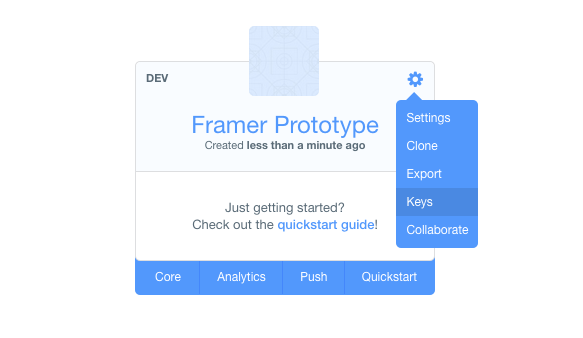 DEV
Framer Prototype
Created less than a minute ago
Settings
Clone
Export
Keys
Collaborate
Just getting started?
Check out the quickstart guide!
Core
Analytics
Push
Quickstart